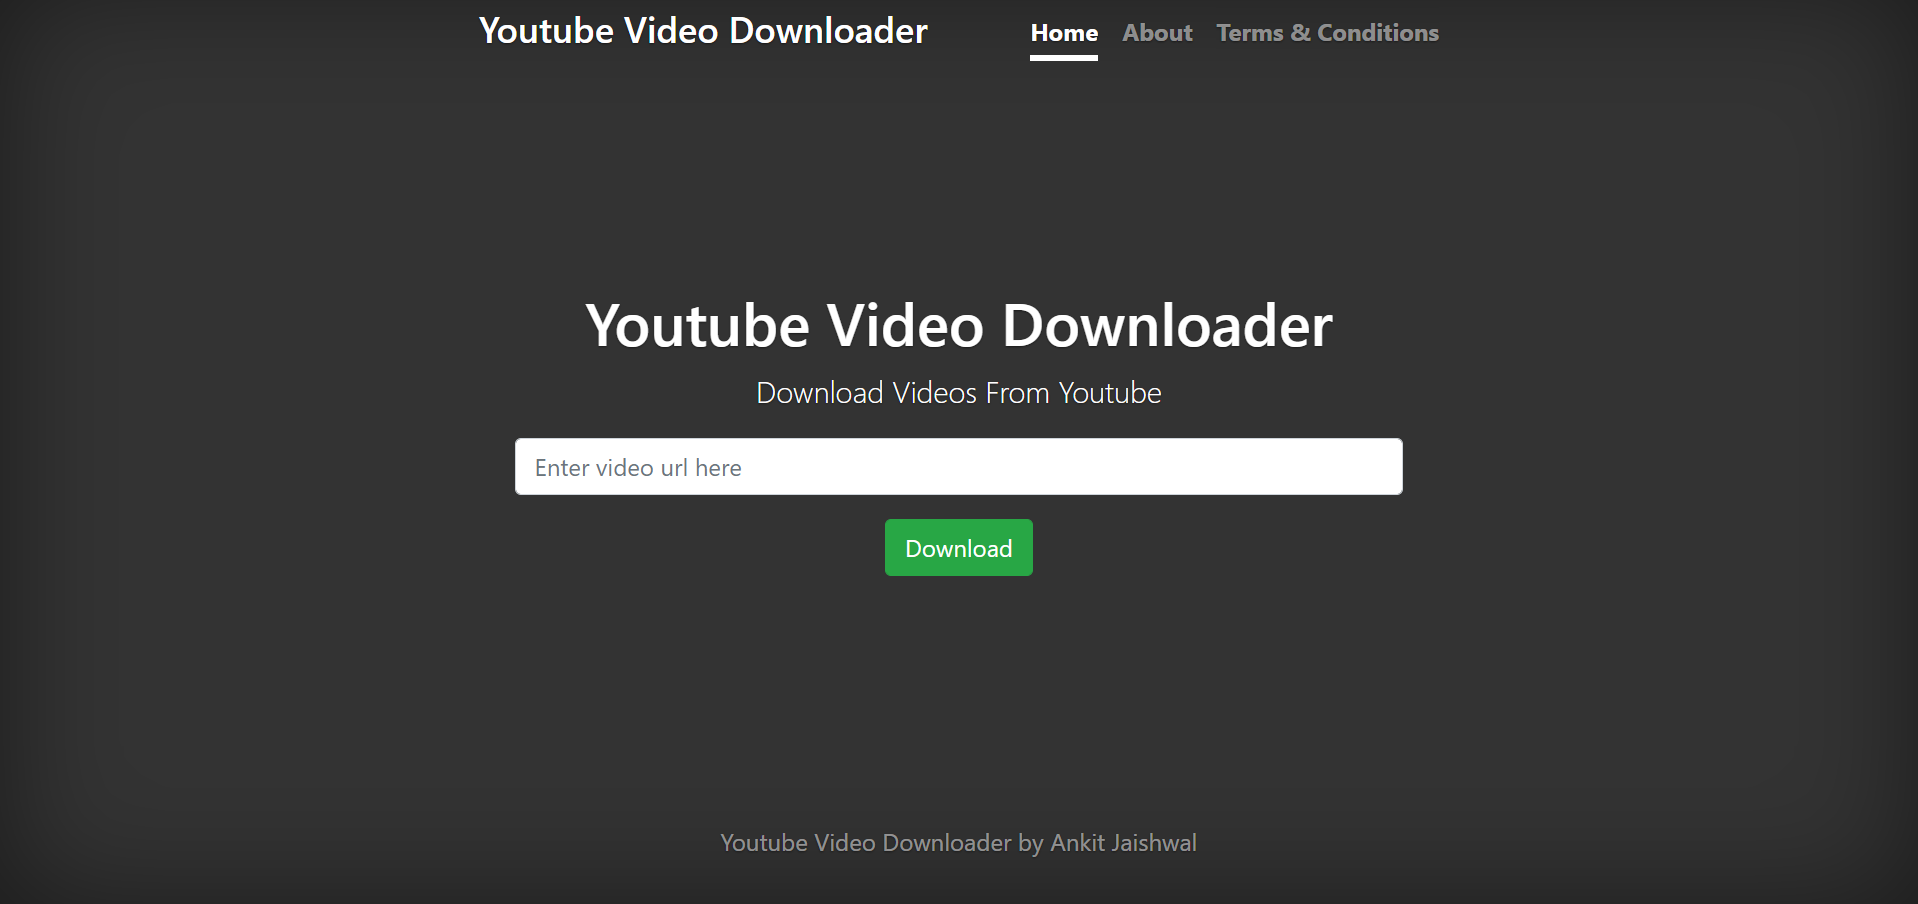 Youtube Video Downloader
Home About Terms & Conditions
Youtube Video Downloader
Download Videos From Youtube
Enter video url here
Download
Youtube Video Downloader by Ankit Jaishwal